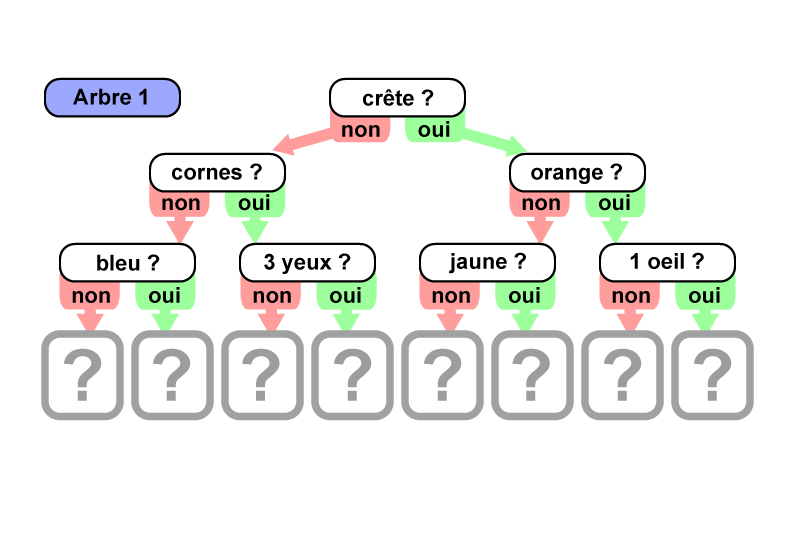 Arbre 1
crête ?
non oui
cornes ?
orange ?
non oui
non oui
bleu ?
3 yeux ?
jaune ?
1 oeil ?
non oui
non oui
non oui
non oui
? ? ? ? ? ? ? ?